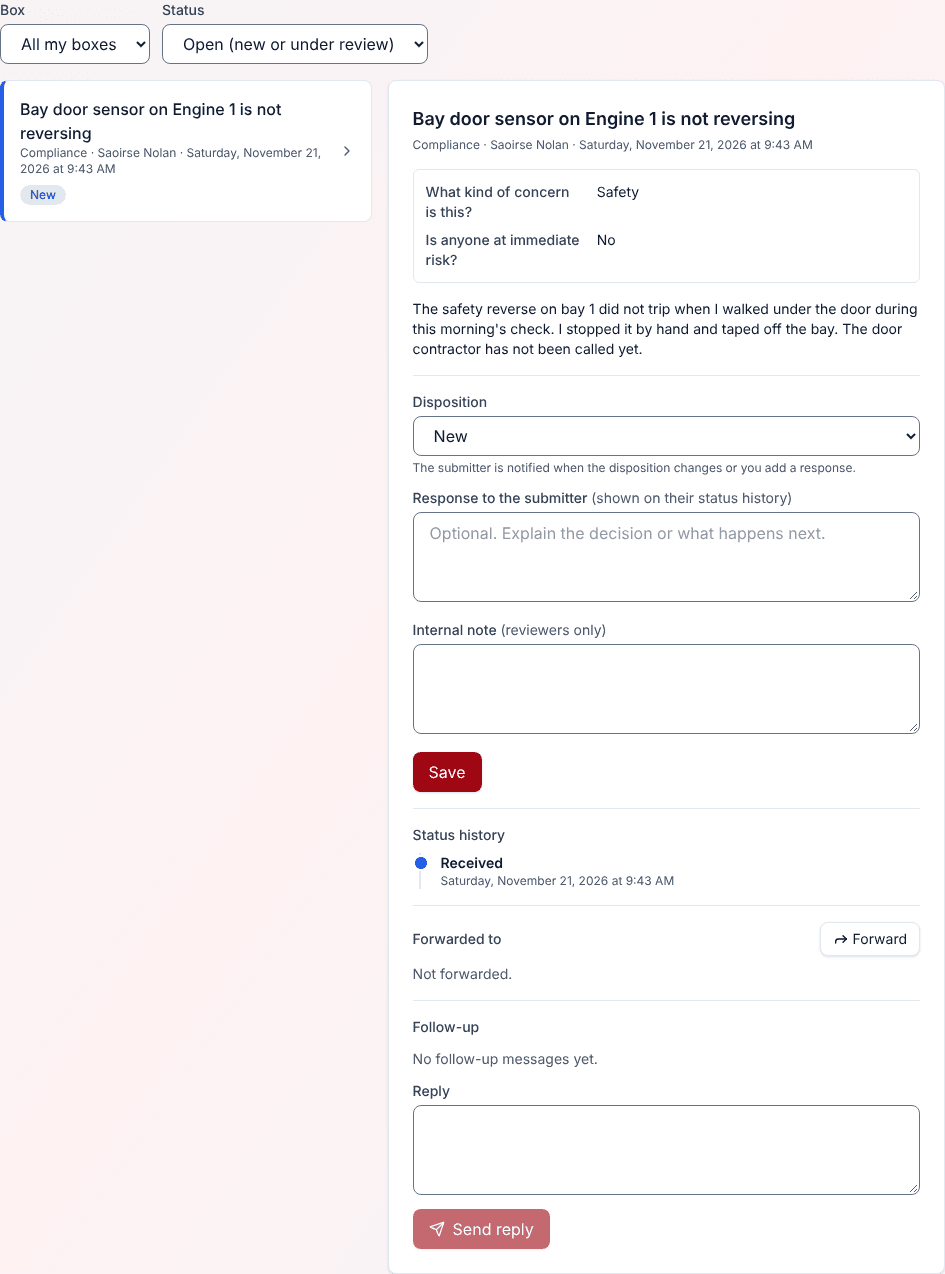 Box
Status
All my boxes
Open (new or under review)
Bay door sensor on Engine 1 is not
reversing
Compliance · Saoirse Nolan · Saturday, November 21,
2026 at 9:43 AM
New
Bay door sensor on Engine 1 is not reversing
Compliance · Saoirse Nolan · Saturday, November 21, 2026 at 9:43 AM
What kind of concern
is this?
Safety
Is anyone at immediate
risk?
No
The safety reverse on bay 1 did not trip when I walked under the door during
this morning's check. I stopped it by hand and taped off the bay. The door
contractor has not been called yet.
Disposition
New
The submitter is notified when the disposition changes or you add a response.
Response to the submitter (shown on their status history)
Optional. Explain the decision or what happens next.
Internal note (reviewers only)
Save
Status history
Received
Saturday, November 21, 2026 at 9:43 AM
Forwarded to
Forward
Not forwarded.
Follow-up
No follow-up messages yet.
Reply
Send reply